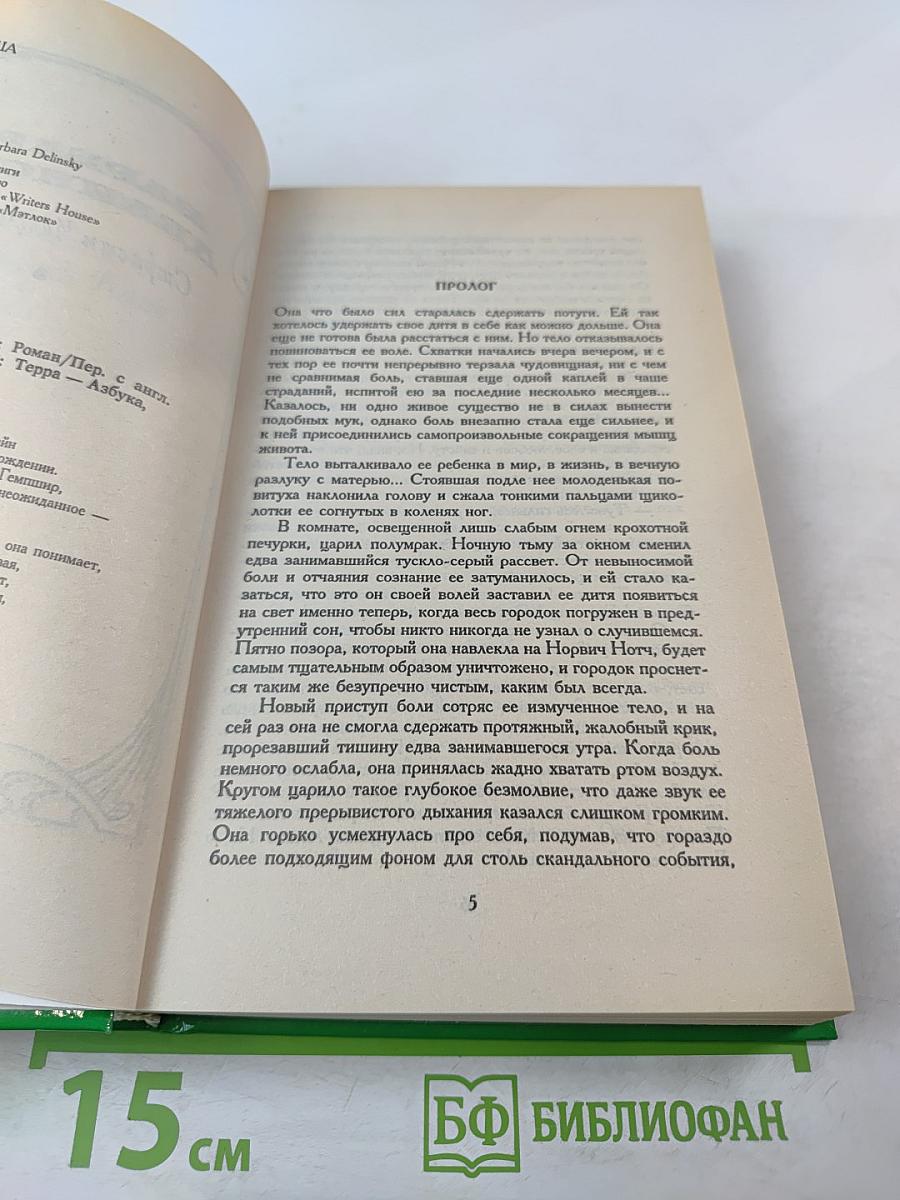 ША
rbara Delinsky
иги
ю
«Writers House»
«Мэтлок»
: Роман/Пер. с англ.
: Терра — Азбука,
йн
ождении.
Гемпшир,
неожиданное —
она понимает,
вая,
т,
ПРОЛОГ
Она что было сил старалась сдержать потуги. Ей так
хотелось удержать свое дитя в себе как можно дольше. Она
еще не готова была расстаться с ним. Но тело отказывалось
повиноваться ее воле. Схватки начались вчера вечером, и с
тех пор ее почти непрерывно терзала чудовищная, ни с чем
не сравнимая боль, ставшая еще одной каплей в чаше
страданий, испитой ею за последние несколько месяцев...
Казалось, ни одно живое существо не в силах вынести
подобных мук, однако боль внезапно стала еще сильнее, и
к ней присоединились самопроизвольные сокращения мышц
живота.
Тело выталкивало ее ребенка в мир, в жизнь, в вечную
разлуку с матерью... Стоявшая подле нее молоденькая по-
витуха наклонила голову и сжала тонкими пальцами щико-
лотки ее согнутых в коленях ног.
В комнате, освещенной лишь слабым огнем крохотной
печурки, царил полумрак. Ночную тьму за окном сменил
едва занимавшийся тускло-серый рассвет. От невыносимой
боли и отчаяния сознание ее затуманилось, и ей стало ка-
заться, что это он своей волей заставил ее дитя появиться
на свет именно теперь, когда весь городок погружен в пред-
утренний сон, чтобы никто никогда не узнал о случившемся.
Пятно позора, который она навлекла на Норвич Нотч, будет
самым тщательным образом уничтожено, и городок проснет-
ся таким же безупречно чистым, каким был всегда.
Новый приступ боли сотряс ее измученное тело, и на
сей раз она не смогла сдержать протяжный, жалобный крик,
прорезавший тишину едва занимавшегося утра. Когда боль
немного ослабла, она принялась жадно хватать ртом воздух.
Кругом царило такое глубокое безмолвие, что даже звук ее
тяжелого прерывистого дыхания казался слишком громким.
Она горько усмехнулась про себя, подумав, что гораздо
более подходящим фоном для столь скандального события,
5
15 см
БФ БИБЛИОФАН